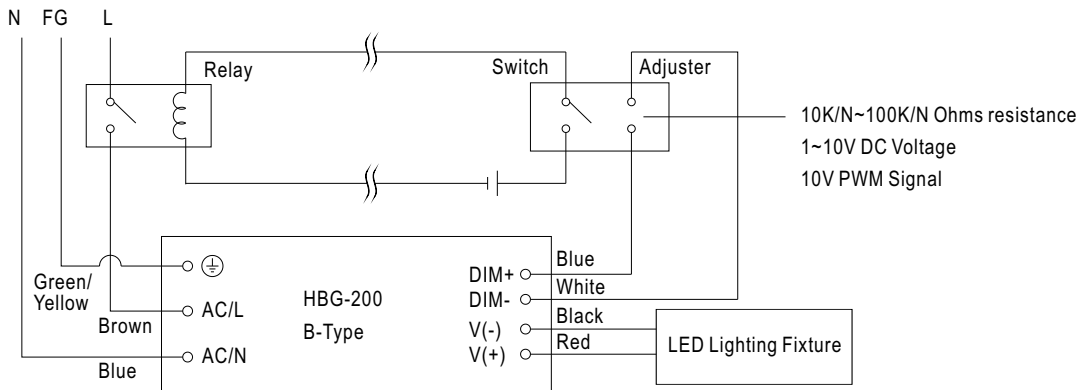 N FG L
Relay
Switch
Adjuster
10K/N~100K/N Ohms resistance
1~10V DC Voltage
10V PWM Signal
Green/
Yellow
Brown
Blue
AC/L
AC/N
HBG-200
B-Type
DIM+
DIM-
V(-)
V(+)
Blue
White
Black
Red
LED Lighting Fixture